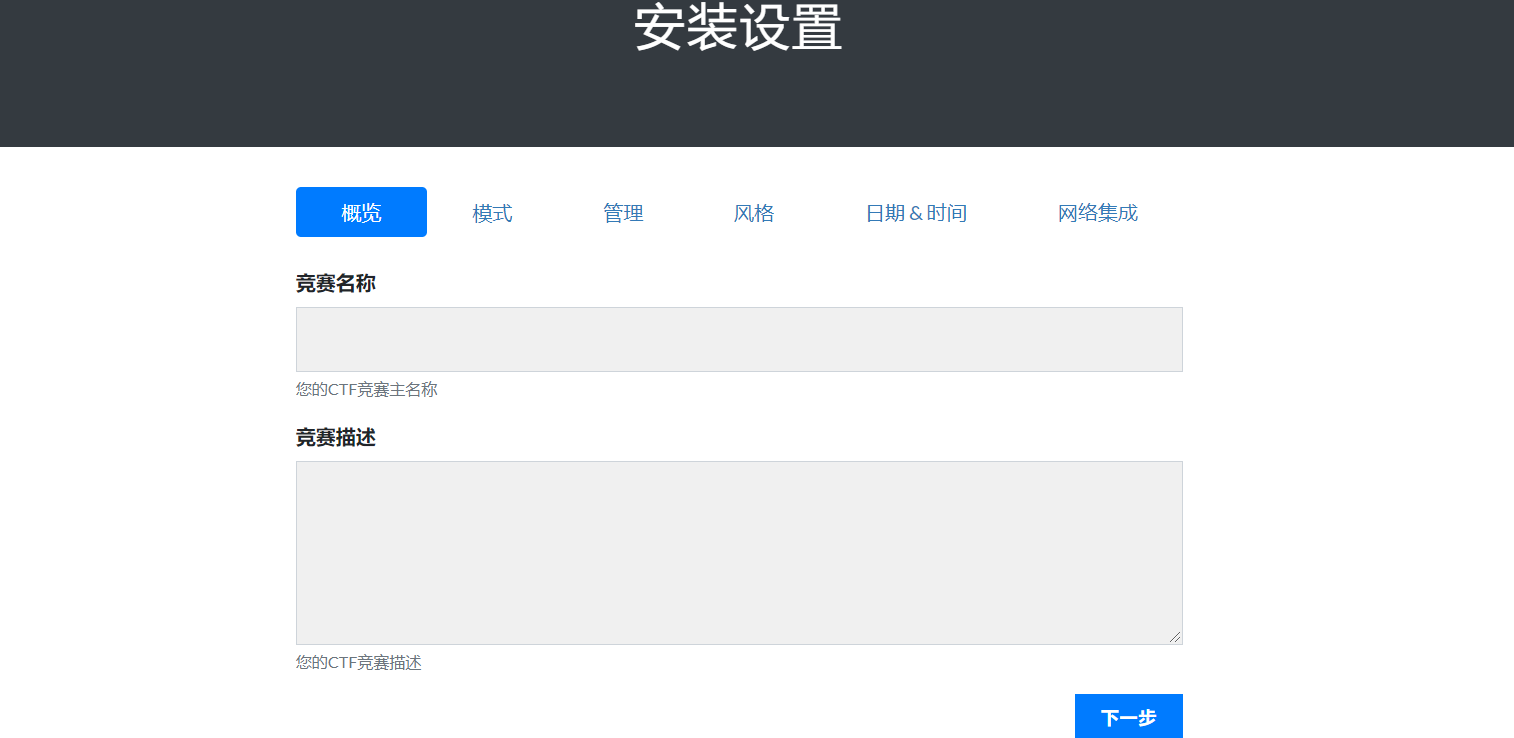 安装设置
概览 模式 管理 风格 日期 & 时间 网络集成
竞赛名称
您的CTF竞赛主名称
竞赛描述
您的CTF竞赛描述
下一步